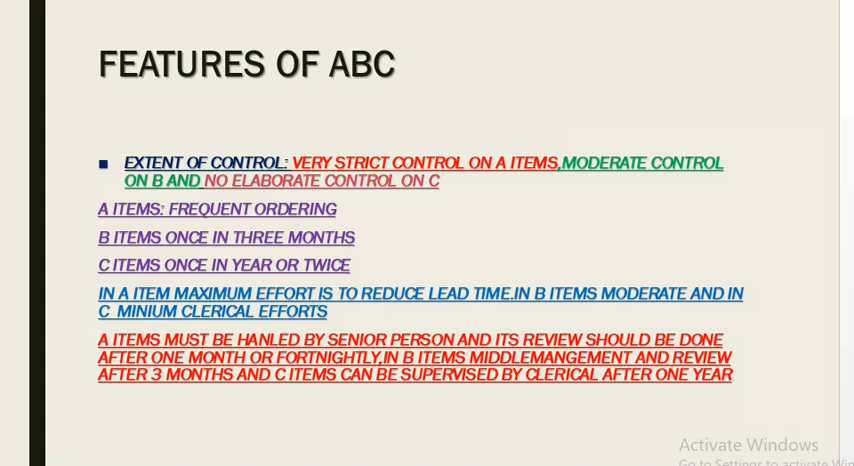 FEATURES OF ABC
■ EXTENT OF CONTROL: VERY STRICT CONTROL ON A ITEMS,MODERATE CONTROL
ON B AND NO ELABORATE CONTROL ON C
A ITEMS: FREQUENT ORDERING
B ITEMS ONCE IN THREE MONTHS
C ITEMS ONCE IN YEAR OR TWICE
IN A ITEM MAXIMUM EFFORT IS TO REDUCE LEAD TIME.IN B ITEMS MODERATE AND IN
C MINIUM CLERICAL EFFORTS
A ITEMS MUST BE HANLED BY SENIOR PERSON AND ITS REVIEW SHOULD BE DONE
AFTER ONE MONTH OR FORTNIGHTLY,IN B ITEMS MIDDLEMANGEMENT AND REVIEW
AFTER 3 MONTHS AND C ITEMS CAN BE SUPERVISED BY CLERICAL AFTER ONE YEAR
Activate Windows
Go to Settings to activate Win